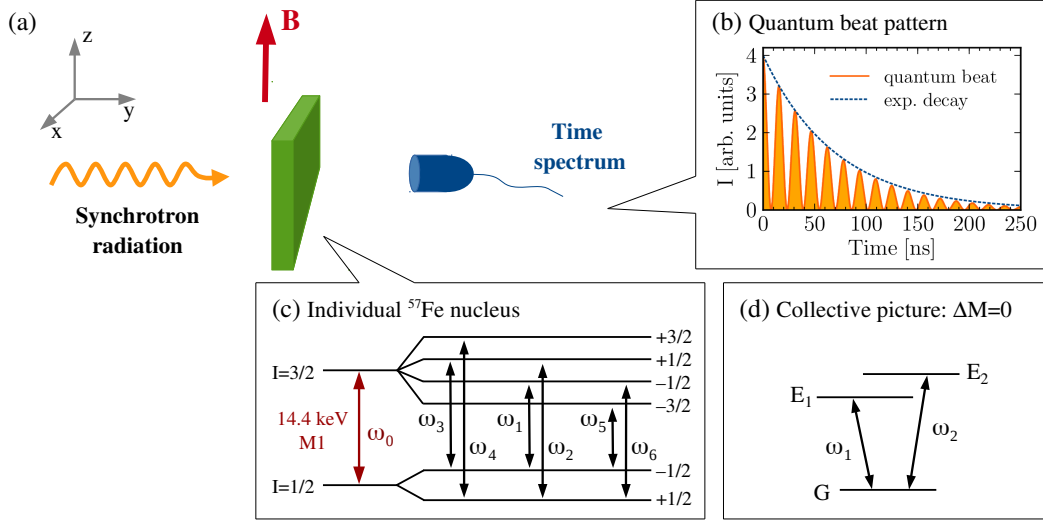 (a)
z
y
x
B
Synchrotron
radiation
Time
spectrum
(b) Quantum beat pattern
I [arb. units]
4
3
2
1
0
quantum beat
exp. decay
0 50 100 150 200 250
Time [ns]
(c) Individual ⁵⁷Fe nucleus
I=3/2
+3/2
+1/2
−1/2
−3/2
14.4 keV
M1
ω₀
ω₃
ω₄
ω₁
ω₂
ω₅
ω₆
I=1/2
−1/2
+1/2
(d) Collective picture: ΔM=0
E₁
E₂
ω₁
ω₂
G